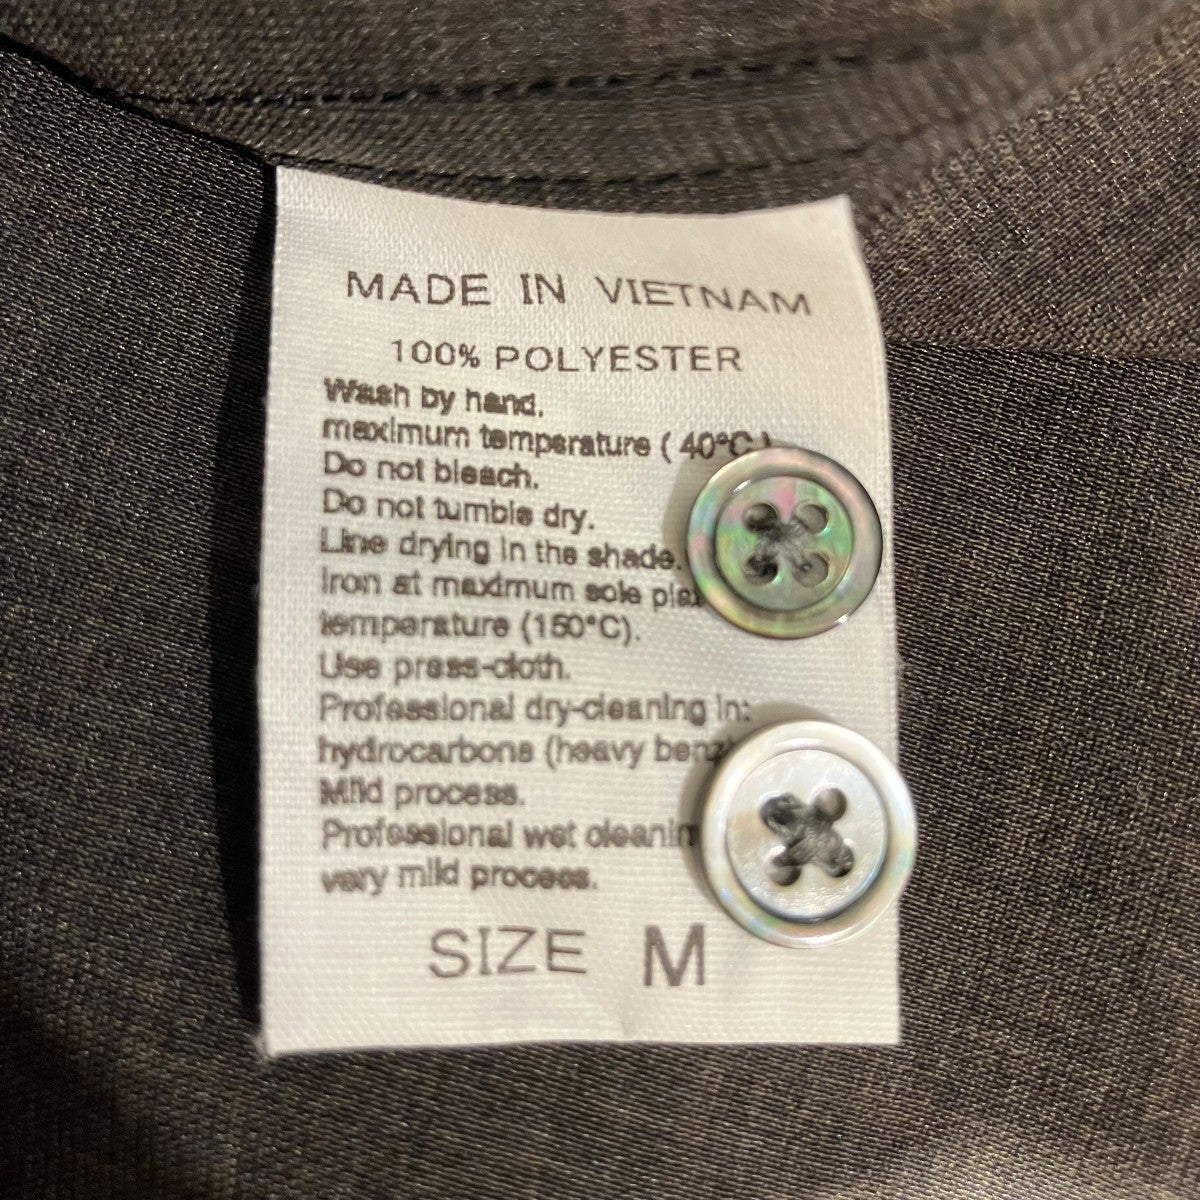 MADE IN VIETNAM
100% POLYESTER
Wash by hand.
maximum temperature ( 40°C )
Do not bleach.
Do not tumble dry.
Line drying in the shade.
Iron at maximum sole
temperature (150°C).
Use press-cloth.
Professional dry-cleaning in:
hydrocarbons (heavy
Mild process.
Professional wet
very mild process.
SIZE M